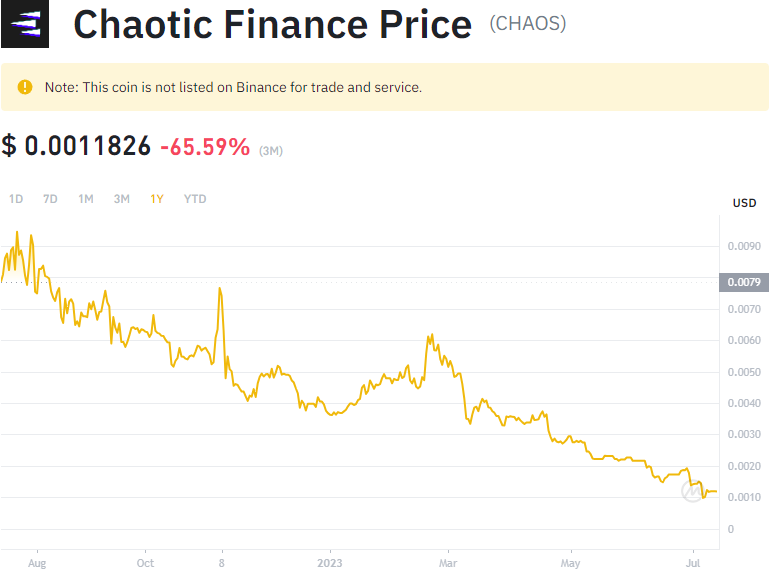 Chaotic Finance Price (CHAOS)
Note: This coin is not listed on Binance for trade and service.
$ 0.0011826 -65.59% (3M)
1D 7D 1M 3M 1Y YTD
USD
0.0090
0.0079
0.0070
0.0060
0.0050
0.0040
0.0030
0.0020
0.0010
0
Aug Oct 8 2023 Mar May Jul